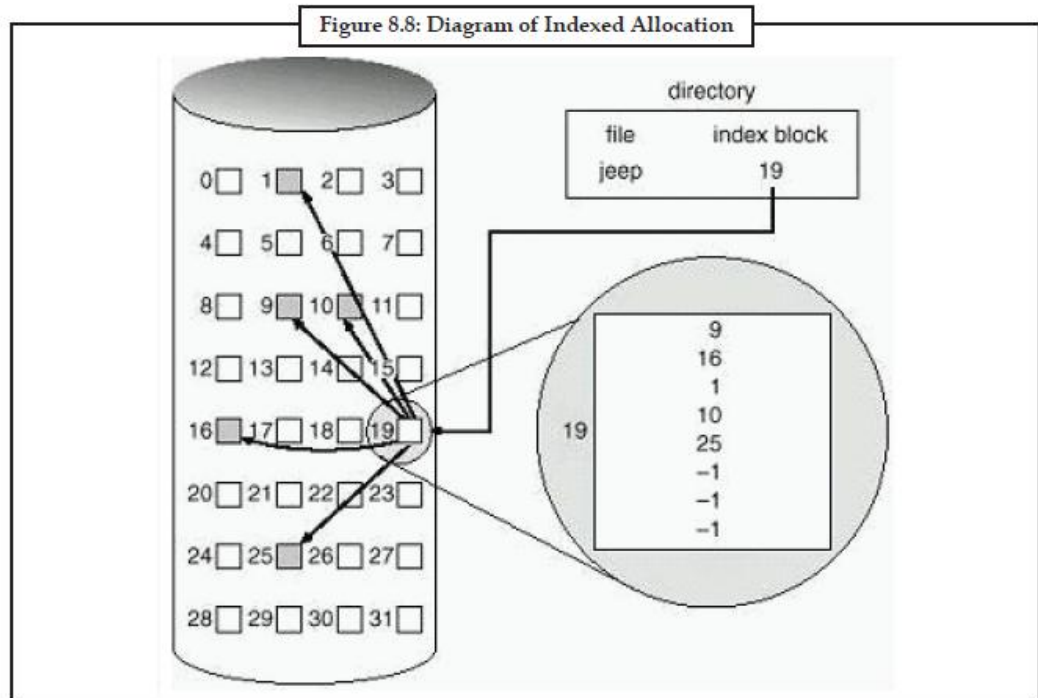 Figure 8.8: Diagram of Indexed Allocation
directory
file index block
jeep 19
0 1 2 3
4 5 6 7
8 9 10 11
12 13 14 15
16 17 18 19
20 21 22 23
24 25 26 27
28 29 30 31
19
9
16
1
10
25
–1
–1
–1